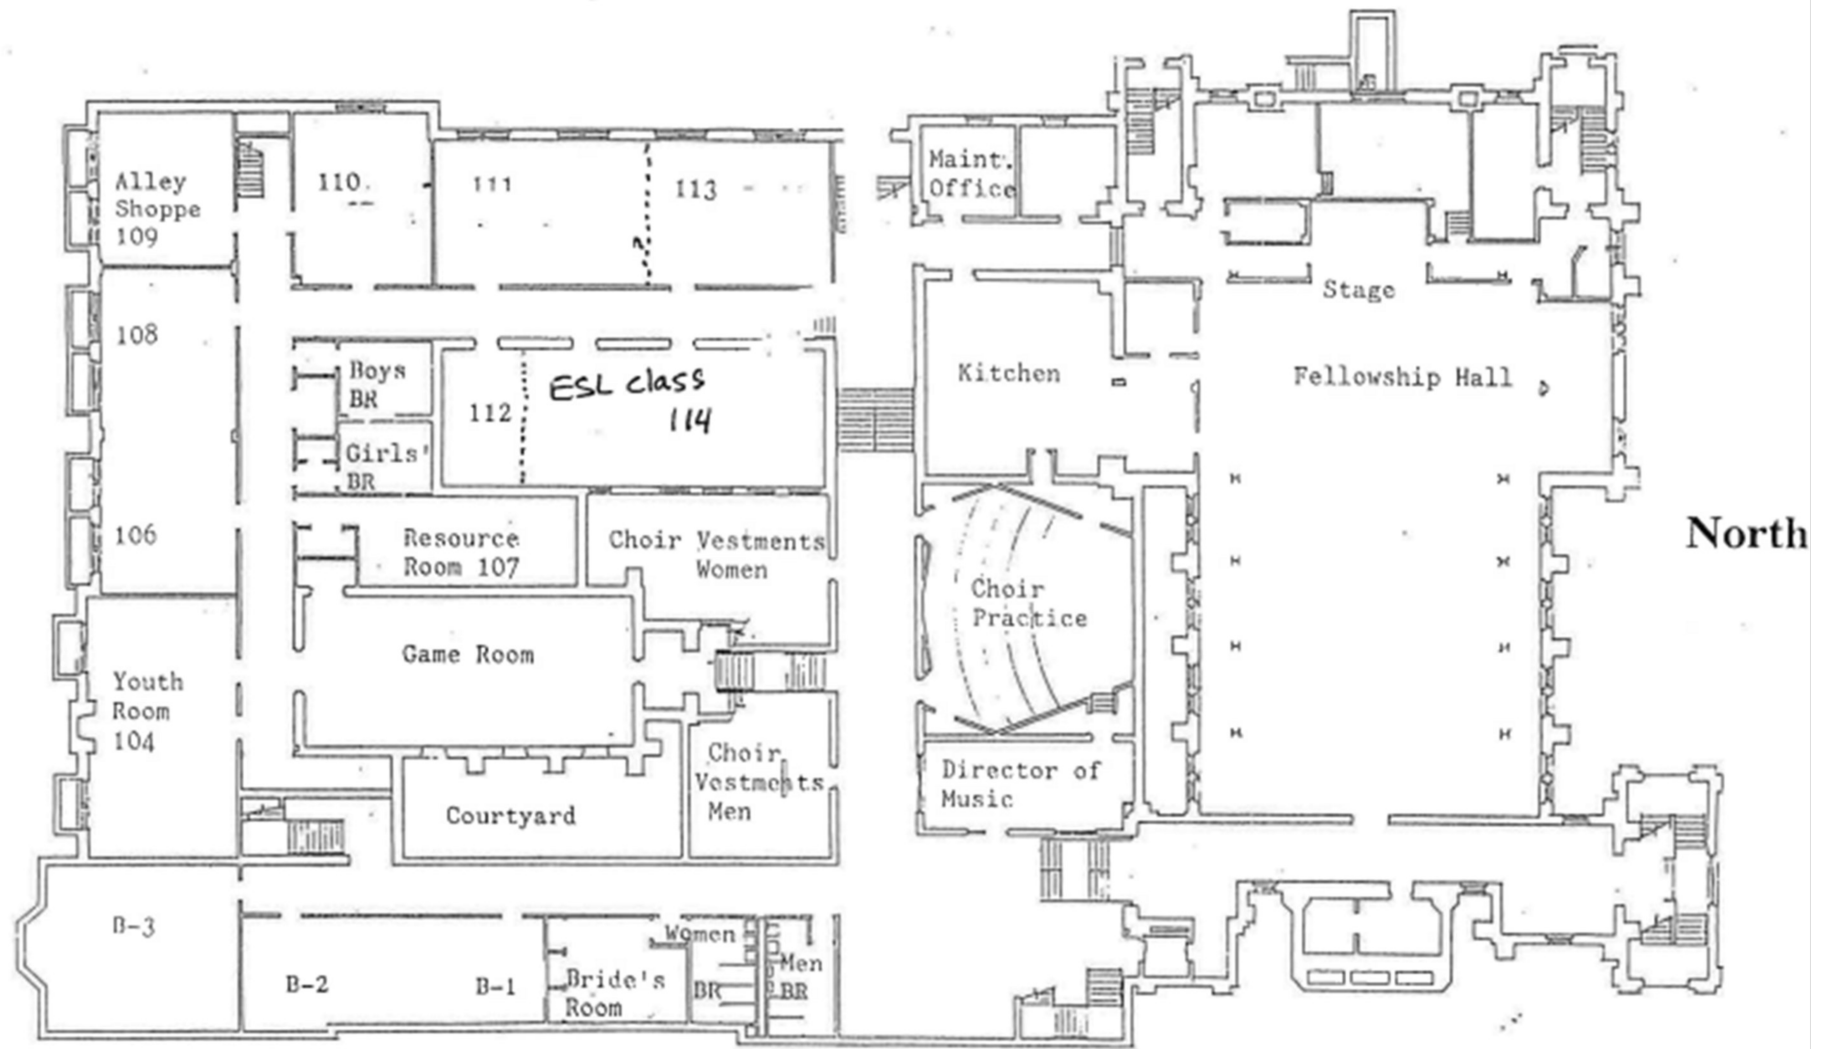 Alley
Shoppe
109
110
111
113
Maint.
Office
108
Boys
BR
112
ESL class
114
Girls'
BR
Kitchen
Stage
Fellowship Hall
106
Resource
Room 107
Choir Vestments
Women
North
Choir
Practice
Game Room
Youth
Room
104
Choir
Vestments
Men
Director of
Music
Courtyard
B-3
B-2
B-1
Bride's
Room
Women
BR
Men
BR